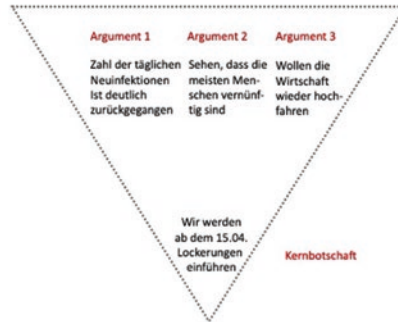 Argument 1 Argument 2 Argument 3
Zahl der täglichen
Neuinfektionen
Ist deutlich
zurückgegangen
Sehen, dass die
meisten Men-
schen vernünf-
tig sind
Wollen die
Wirtschaft
wieder hoch-
fahren
Wir werden
ab dem 15.04.
Lockerungen
einführen
Kernbotschaft